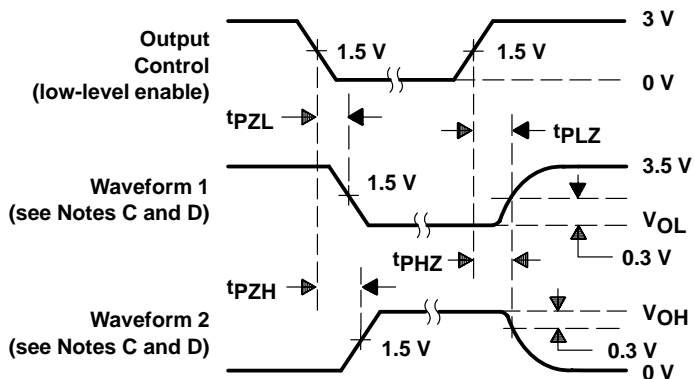 Output
Control
(low-level enable)
1.5 V
1.5 V
3 V
0 V
tPZL
tPLZ
Waveform 1
(see Notes C and D)
1.5 V
3.5 V
VOL
0.3 V
tPHZ
tPZH
Waveform 2
(see Notes C and D)
1.5 V
VOH
0.3 V
0 V